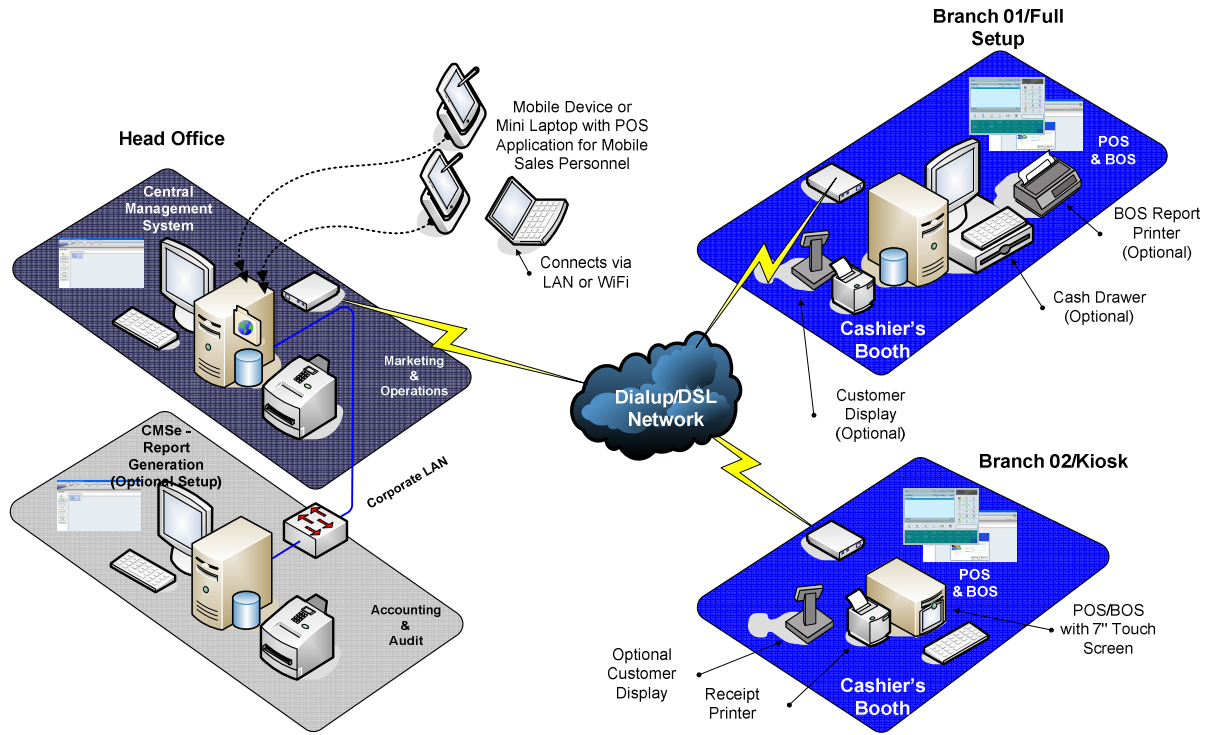 Branch 01/Full
Setup
Mobile Device or
Mini Laptop with POS
Application for Mobile
Sales Personnel
Head Office
Central
Management
System
POS
& BOS
BOS Report
Printer
(Optional)
Connects via
LAN or WiFi
Cash Drawer
(Optional)
Cashier's
Booth
Marketing
&
Operations
Dialup/DSL
Network
Customer
Display
(Optional)
CMSe -
Report
Generation
(Optional Setup)
Corporate LAN
Branch 02/Kiosk
POS
& BOS
Accounting
&
Audit
POS/BOS
with 7" Touch
Screen
Optional
Customer
Display
Receipt
Printer
Cashier's
Booth